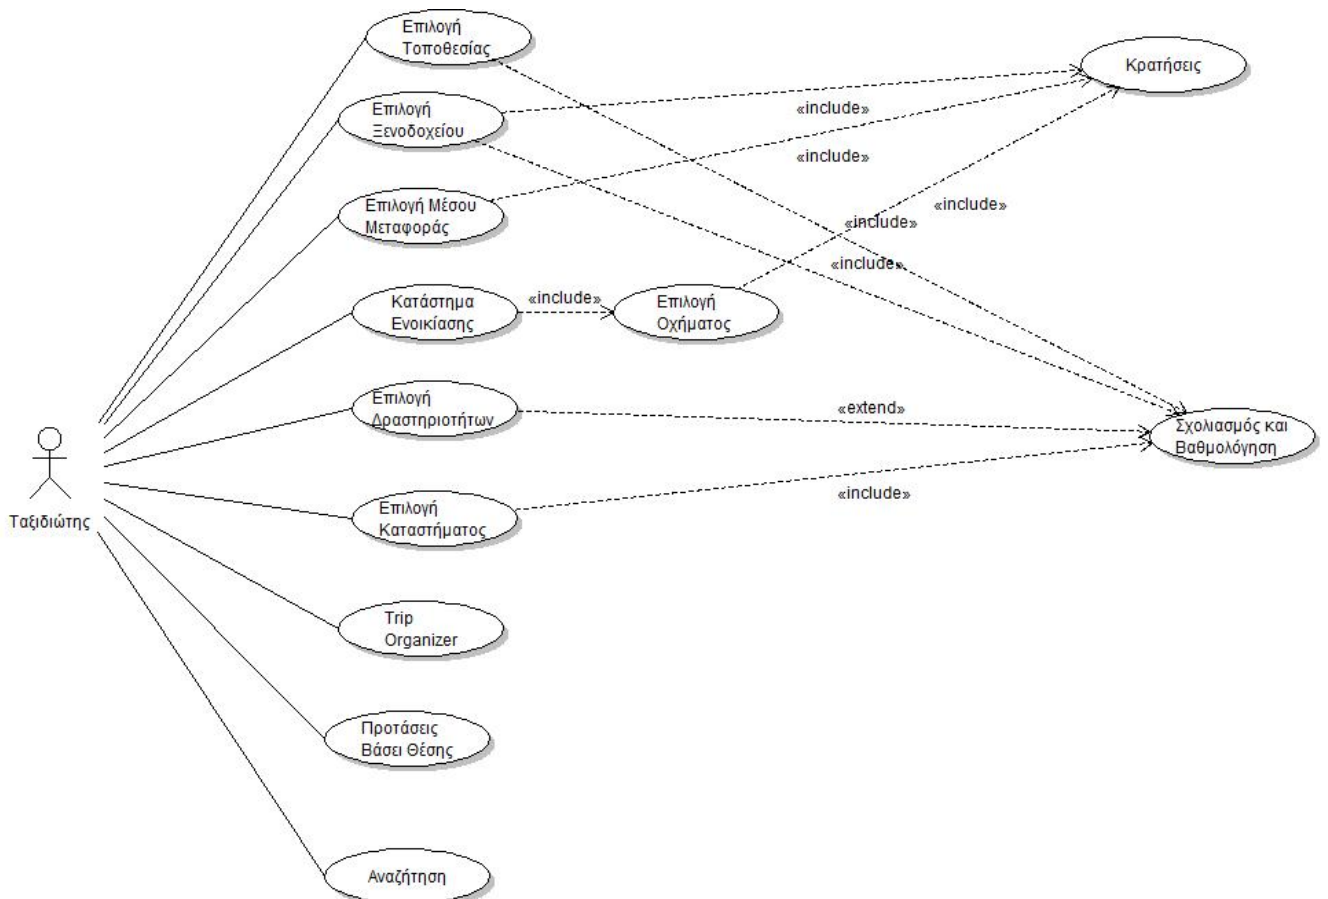 Επιλογή
Τοποθεσίας
Κρατήσεις
Επιλογή
Ξενοδοχείου
«include»
«include»
Επιλογή Μέσου
Μεταφοράς
«include»
«include»
«include»
Κατάστημα
Ενοικίασης
«include»
Επιλογή
Οχήματος
Επιλογή
Δραστηριοτήτων
«extend»
Σχολιασμός και
Βαθμολόγηση
«include»
Επιλογή
Καταστήματος
Ταξιδιώτης
Trip
Organizer
Προτάσεις
Βάσει Θέσης
Αναζήτηση